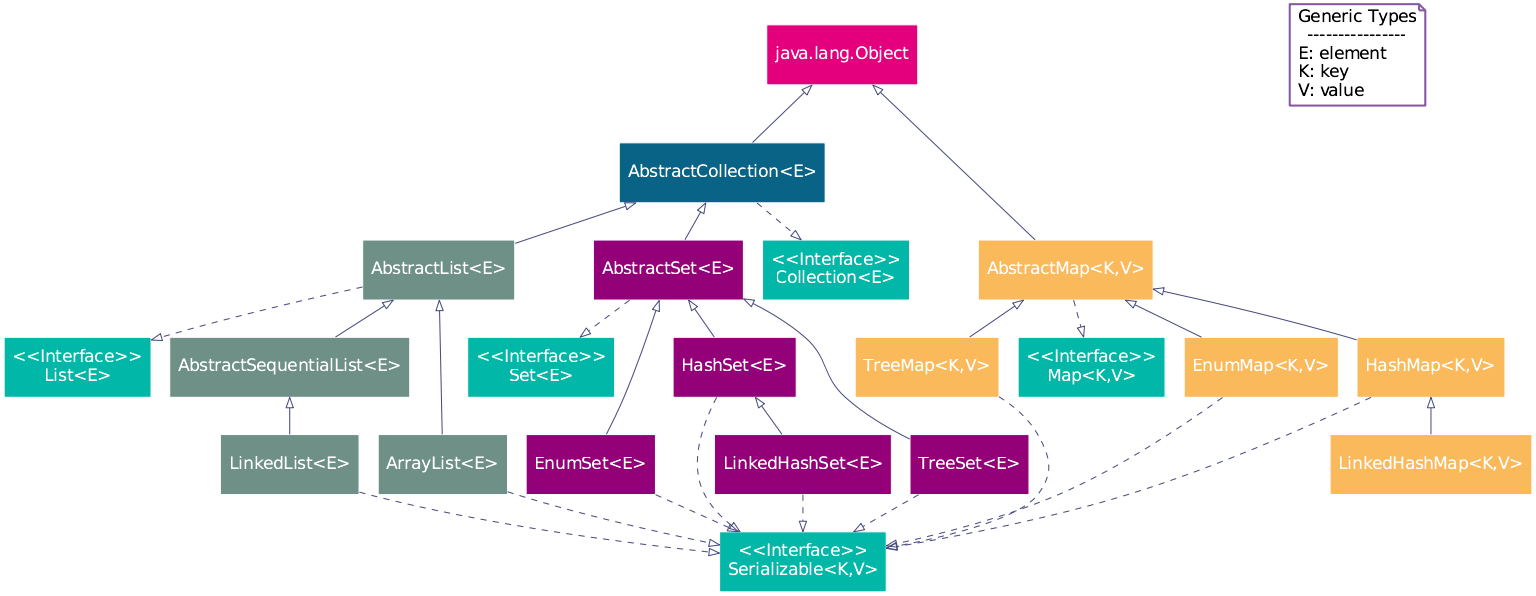 Generic Types
----------------
E: element
K: key
V: value
java.lang.Object
AbstractCollection<E>
AbstractList<E>
AbstractSet<E>
<<Interface>>
Collection<E>
AbstractMap<K,V>
<<Interface>>
List<E>
AbstractSequentialList<E>
<<Interface>>
Set<E>
HashSet<E>
TreeMap<K,V>
<<Interface>>
Map<K,V>
EnumMap<K,V>
HashMap<K,V>
LinkedList<E>
ArrayList<E>
EnumSet<E>
LinkedHashSet<E>
TreeSet<E>
LinkedHashMap<K,V>
<<Interface>>
Serializable<K,V>